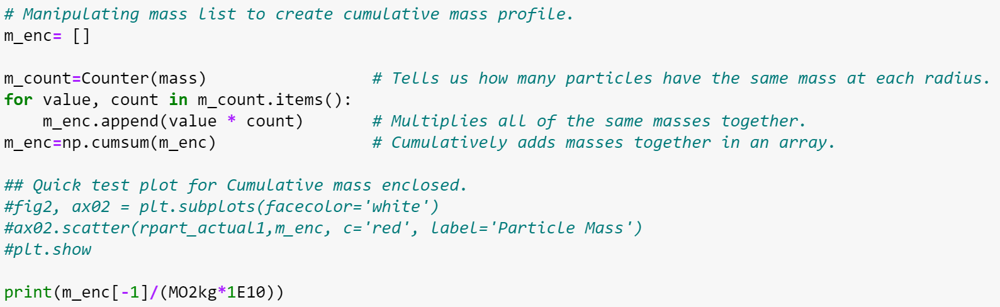 # Manipulating mass list to create cumulative mass profile.
m_enc= []
m_count=Counter(mass)                 # Tells us how many particles have the same mass at each radius.
for value, count in m_count.items():
    m_enc.append(value * count)       # Multiplies all of the same masses together.
m_enc=np.cumsum(m_enc)                # Cumulatively adds masses together in an array.
## Quick test plot for Cumulative mass enclosed.
#fig2, ax02 = plt.subplots(facecolor='white')
#ax02.scatter(rpart_actual1,m_enc, c='red', label='Particle Mass')
#plt.show
print(m_enc[-1]/(MO2kg*1E10))